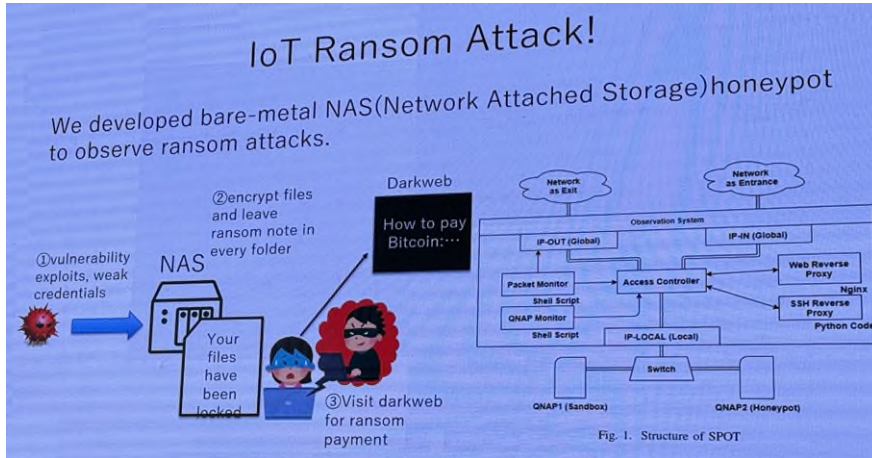 IoT Ransom Attack!
We developed bare-metal NAS(Network Attached Storage)honeypot
to observe ransom attacks.
①vulnerability
exploits, weak
credentials
NAS
②encrypt files
and leave
ransom note in
every folder
Your
files
have
been
locked
Darkweb
How to pay
Bitcoin:…
③Visit darkweb
for ransom
payment
Network
as Exit
Network
as Entrance
Observation System
IP-OUT (Global)
IP-IN (Global)
Packet Monitor
Shell Script
QNAP Monitor
Shell Script
Access Controller
Web Reverse
Proxy
Nginx
SSH Reverse
Proxy
Python Code
IP-LOCAL (Local)
Switch
QNAP1 (Sandbox)
QNAP2 (Honeypot)
Fig. 1. Structure of SPOT